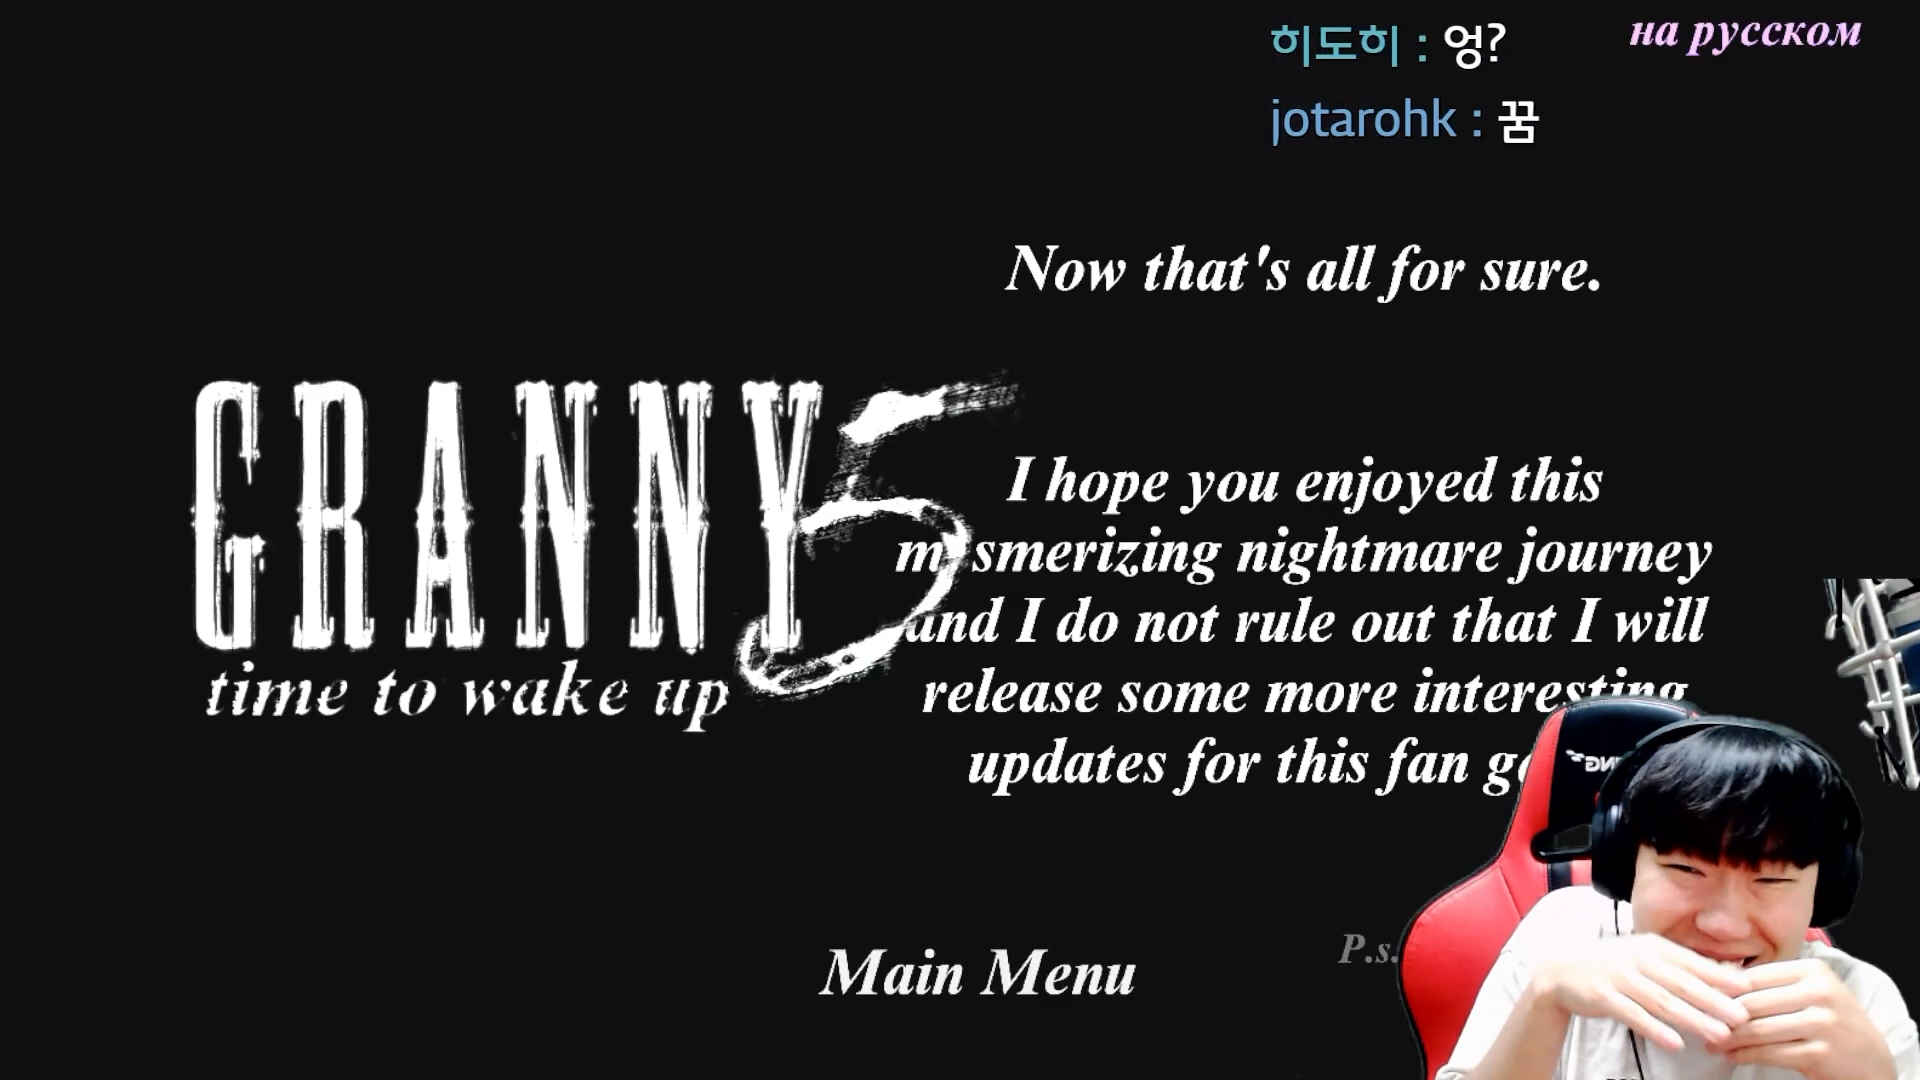 히도히 : 엉?
на русском
jotarohk : 꿈
Now that's all for sure.
GRANNY 5
time to wake up
I hope you enjoyed this
mesmerizing nightmare journey
and I do not rule out that I will
release some more interesting
updates for this fan
Main Menu
P.s.